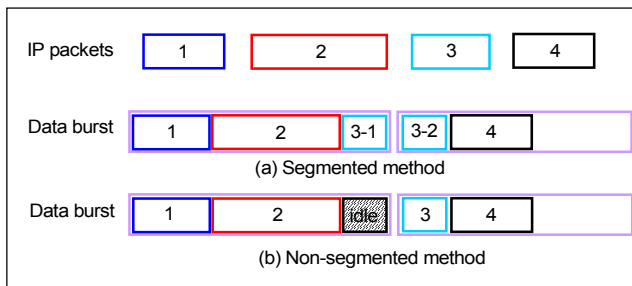 IP packets 1 2 3 4
Data burst 1 2 3-1 3-2 4
(a) Segmented method
Data burst 1 2 idle 3 4
(b) Non-segmented method